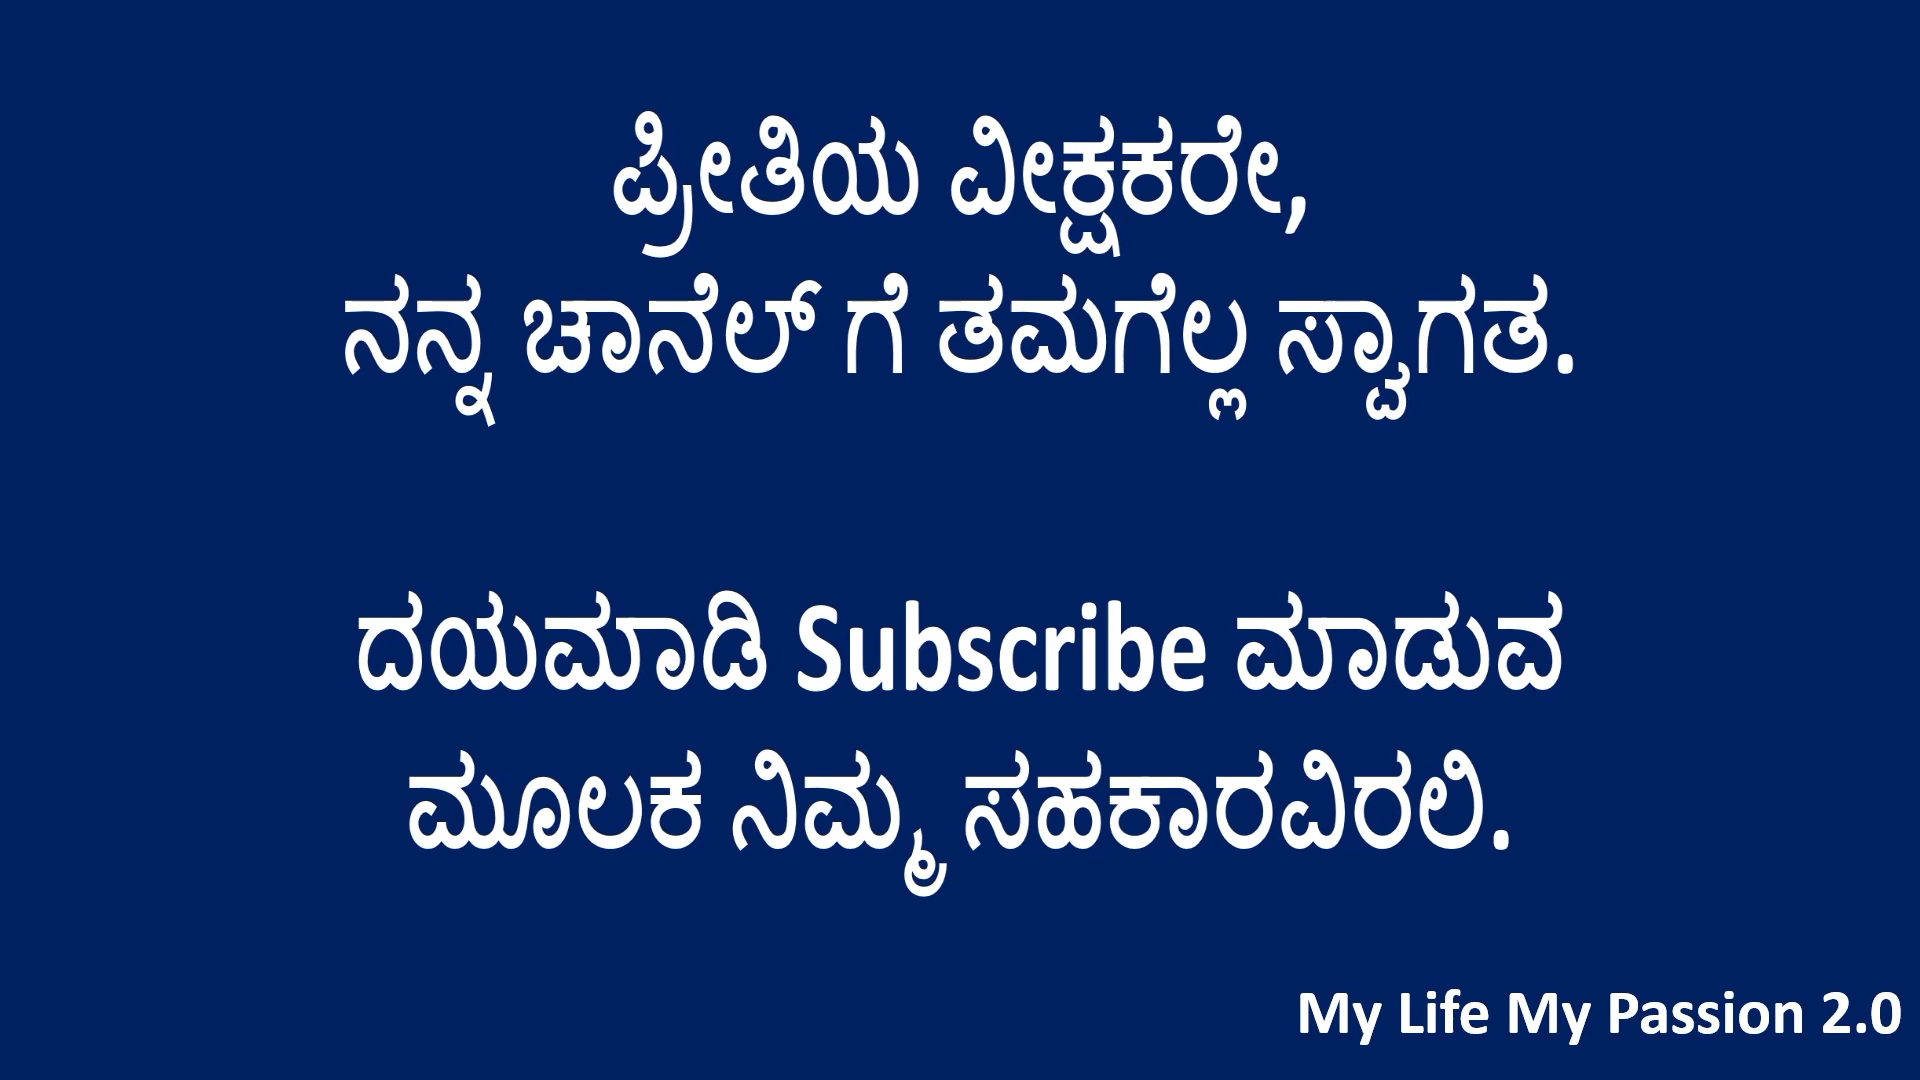 ಪ್ರೀತಿಯ ವೀಕ್ಷಕರೇ,
ನನ್ನ ಚಾನೆಲ್ ಗೆ ತಮಗೆಲ್ಲ ಸ್ವಾಗತ.
ದಯಮಾಡಿ Subscribe ಮಾಡುವ
ಮೂಲಕ ನಿಮ್ಮ ಸಹಕಾರವಿರಲಿ.
My Life My Passion 2.0